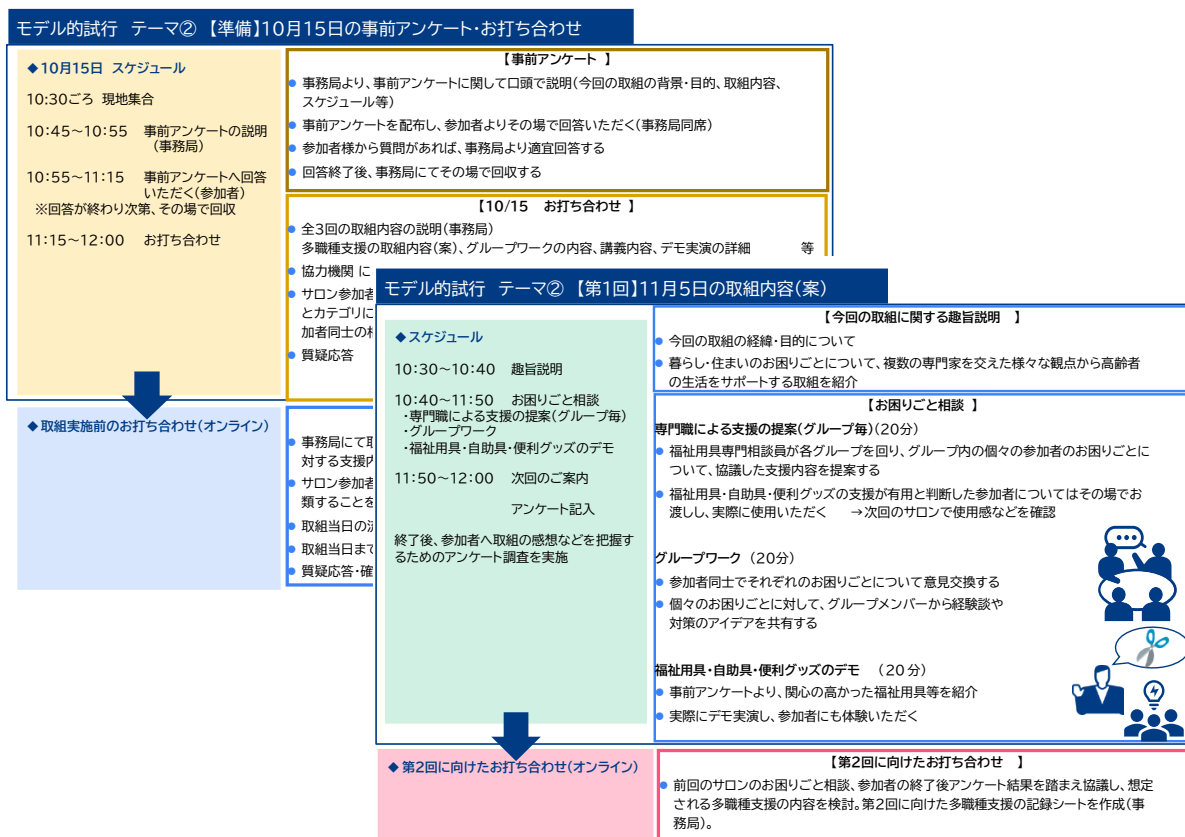 モデル的試行 テーマ② 【準備】10月15日の事前アンケート・お打ち合わせ
◆10月15日 スケジュール
10:30ごろ 現地集合
10:45～10:55 事前アンケートの説明
(事務局)
10:55～11:15 事前アンケートへ回答
いただく(参加者)
※回答が終わり次第、その場で回収
11:15～12:00 お打ち合わせ
【事前アンケート 】
● 事務局より、事前アンケートに関して口頭で説明(今回の取組の背景・目的、取組内容、
スケジュール等)
● 事前アンケートを配布し、参加者よりその場で回答いただく(事務局同席)
● 参加者様から質問があれば、事務局より適宜回答する
● 回答終了後、事務局にてその場で回収する
【10/15 お打ち合わせ 】
● 全3回の取組内容の説明(事務局)
多職種支援の取組内容(案)、グループワークの内容、講義内容、デモ実演の詳細 等
● 協力機関 に
● サロン参加者
とカテゴリに
加者同士の
● 質疑応答
◆取組実施前のお打ち合わせ(オンライン)
● 事務局にて取
対する支援内
● サロン参加者
類することを
● 取組当日の
● 取組当日まで
● 質疑応答・確
モデル的試行 テーマ② 【第1回】11月5日の取組内容(案)
◆スケジュール
10:30～10:40 趣旨説明
10:40～11:50 お困りごと相談
・専門職による支援の提案(グループ毎)
・グループワーク
・福祉用具・自助具・便利グッズのデモ
11:50～12:00 次回のご案内
アンケート記入
終了後、参加者へ取組の感想などを把握す
るためのアンケート調査を実施
【今回の取組に関する趣旨説明 】
● 今回の取組の経緯・目的について
● 暮らし・住まいのお困りごとについて、複数の専門家を交えた様々な観点から高齢者
の生活をサポートする取組を紹介
【お困りごと相談 】
専門職による支援の提案(グループ毎)(20分)
● 福祉用具専門相談員が各グループを回り、グループ内の個々の参加者のお困りごとに
ついて、協議した支援内容を提案する
● 福祉用具・自助具・便利グッズの支援が有用と判断した参加者についてはその場でお
渡しし、実際に使用いただく →次回のサロンで使用感などを確認
グループワーク (20分)
● 参加者同士でそれぞれのお困りごとについて意見交換する
● 個々のお困りごとに対して、グループメンバーから経験談や
対策のアイデアを共有する
福祉用具・自助具・便利グッズのデモ (20分)
● 事前アンケートより、関心の高かった福祉用具等を紹介
● 実際にデモ実演し、参加者にも体験いただく
◆ 第2回に向けたお打ち合わせ(オンライン)
【第2回に向けたお打ち合わせ 】
● 前回のサロンのお困りごと相談、参加者の終了後アンケート結果を踏まえ協議し、想定
される多職種支援の内容を検討。第2回に向けた多職種支援の記録シートを作成(事
務局)。